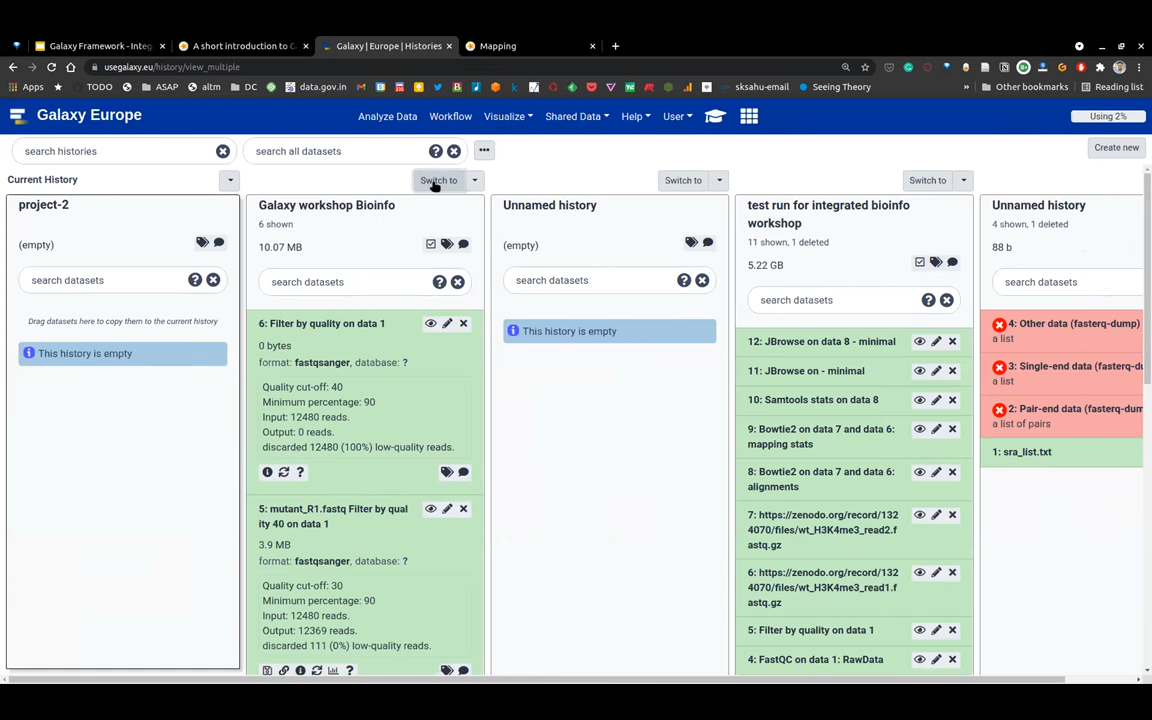 Galaxy Framework - Integ
A short introduction to G
Galaxy | Europe | Histories
Mapping
usegalaxy.eu/history/view_multiple
Apps
TODO
ASAP
altm
DC
data.gov.in
sksahu-email
Seeing Theory
»
Other bookmarks
Reading list
Galaxy Europe
Analyze Data
Workflow
Visualize
Shared Data
Help
User
Using 2%
search histories
search all datasets
...
Create new
Current History
Switch to
Switch to
Switch to
project-2
(empty)
search datasets
Drag datasets here to copy them to the current history
This history is empty
Galaxy workshop Bioinfo
6 shown
10.07 MB
search datasets
6: Filter by quality on data 1
0 bytes
format: fastqsanger, database: ?
Quality cut-off: 40
Minimum percentage: 90
Input: 12480 reads.
Output: 0 reads.
discarded 12480 (100%) low-quality reads.
5: mutant_R1.fastq Filter by qual
ity 40 on data 1
3.9 MB
format: fastqsanger, database: ?
Quality cut-off: 30
Minimum percentage: 90
Input: 12480 reads.
Output: 12369 reads.
discarded 111 (0%) low-quality reads.
Unnamed history
(empty)
search datasets
This history is empty
test run for integrated bioinfo
workshop
11 shown, 1 deleted
5.22 GB
search datasets
12: JBrowse on data 8 - minimal
11: JBrowse on - minimal
10: Samtools stats on data 8
9: Bowtie2 on data 7 and data 6:
mapping stats
8: Bowtie2 on data 7 and data 6:
alignments
7: https://zenodo.org/record/132
4070/files/wt_H3K4me3_read2.f
astq.gz
6: https://zenodo.org/record/132
4070/files/wt_H3K4me3_read1.f
astq.gz
5: Filter by quality on data 1
4: FastQC on data 1: RawData
Unnamed history
4 shown, 1 deleted
88 b
search datasets
4: Other data (fasterq-dump)
a list
3: Single-end data (fasterq-du
a list
2: Pair-end data (fasterq-dum
a list of pairs
1: sra_list.txt